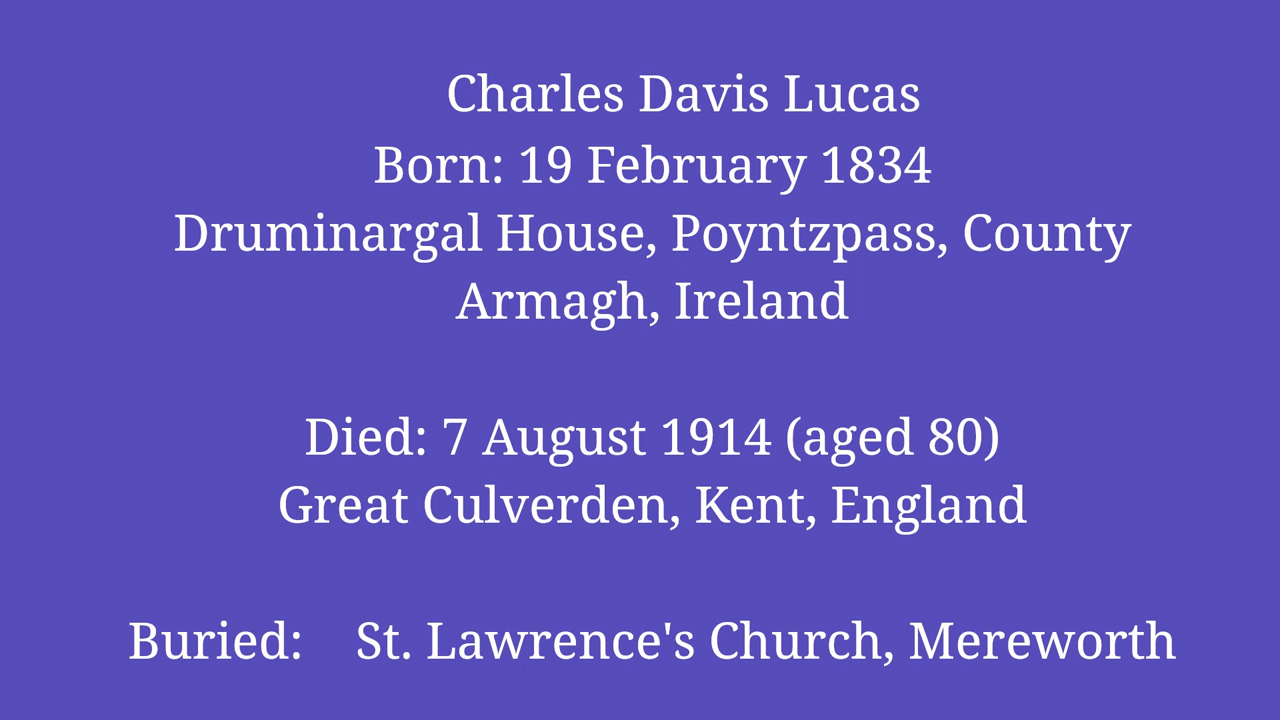 Charles Davis Lucas
Born: 19 February 1834
Druminargal House, Poyntzpass, County
Armagh, Ireland
Died: 7 August 1914 (aged 80)
Great Culverden, Kent, England
Buried: St. Lawrence's Church, Mereworth